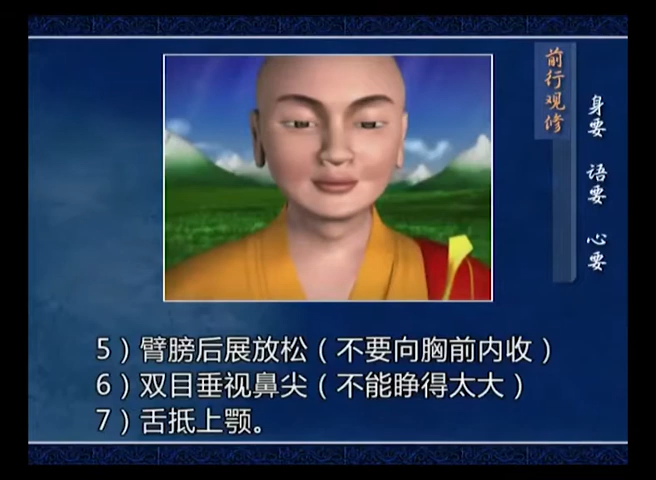 前行观修
身要 语要 心要
5）臂膀后展放松（不要向胸前内收）
6）双目垂视鼻尖（不能睁得太大）
7）舌抵上颚。